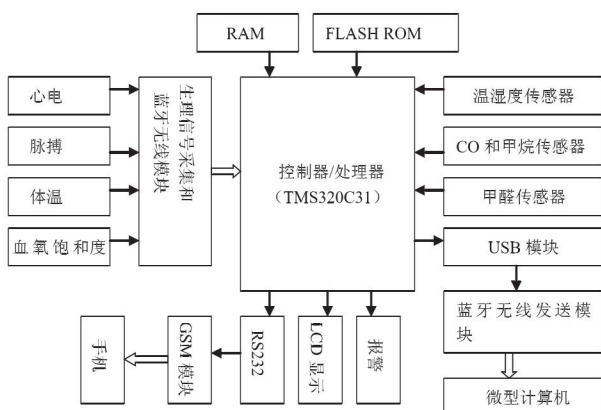 RAM
FLASH ROM
心电
脉搏
体温
血氧饱和度
生理信号采集和
蓝牙无线模块
控制器/处理器
（TMS320C31）
温湿度传感器
CO 和甲烷传感器
甲醛传感器
USB 模块
蓝牙无线发送模
块
微型计算机
手机
GSM 模块
RS232
LCD 显示
报警